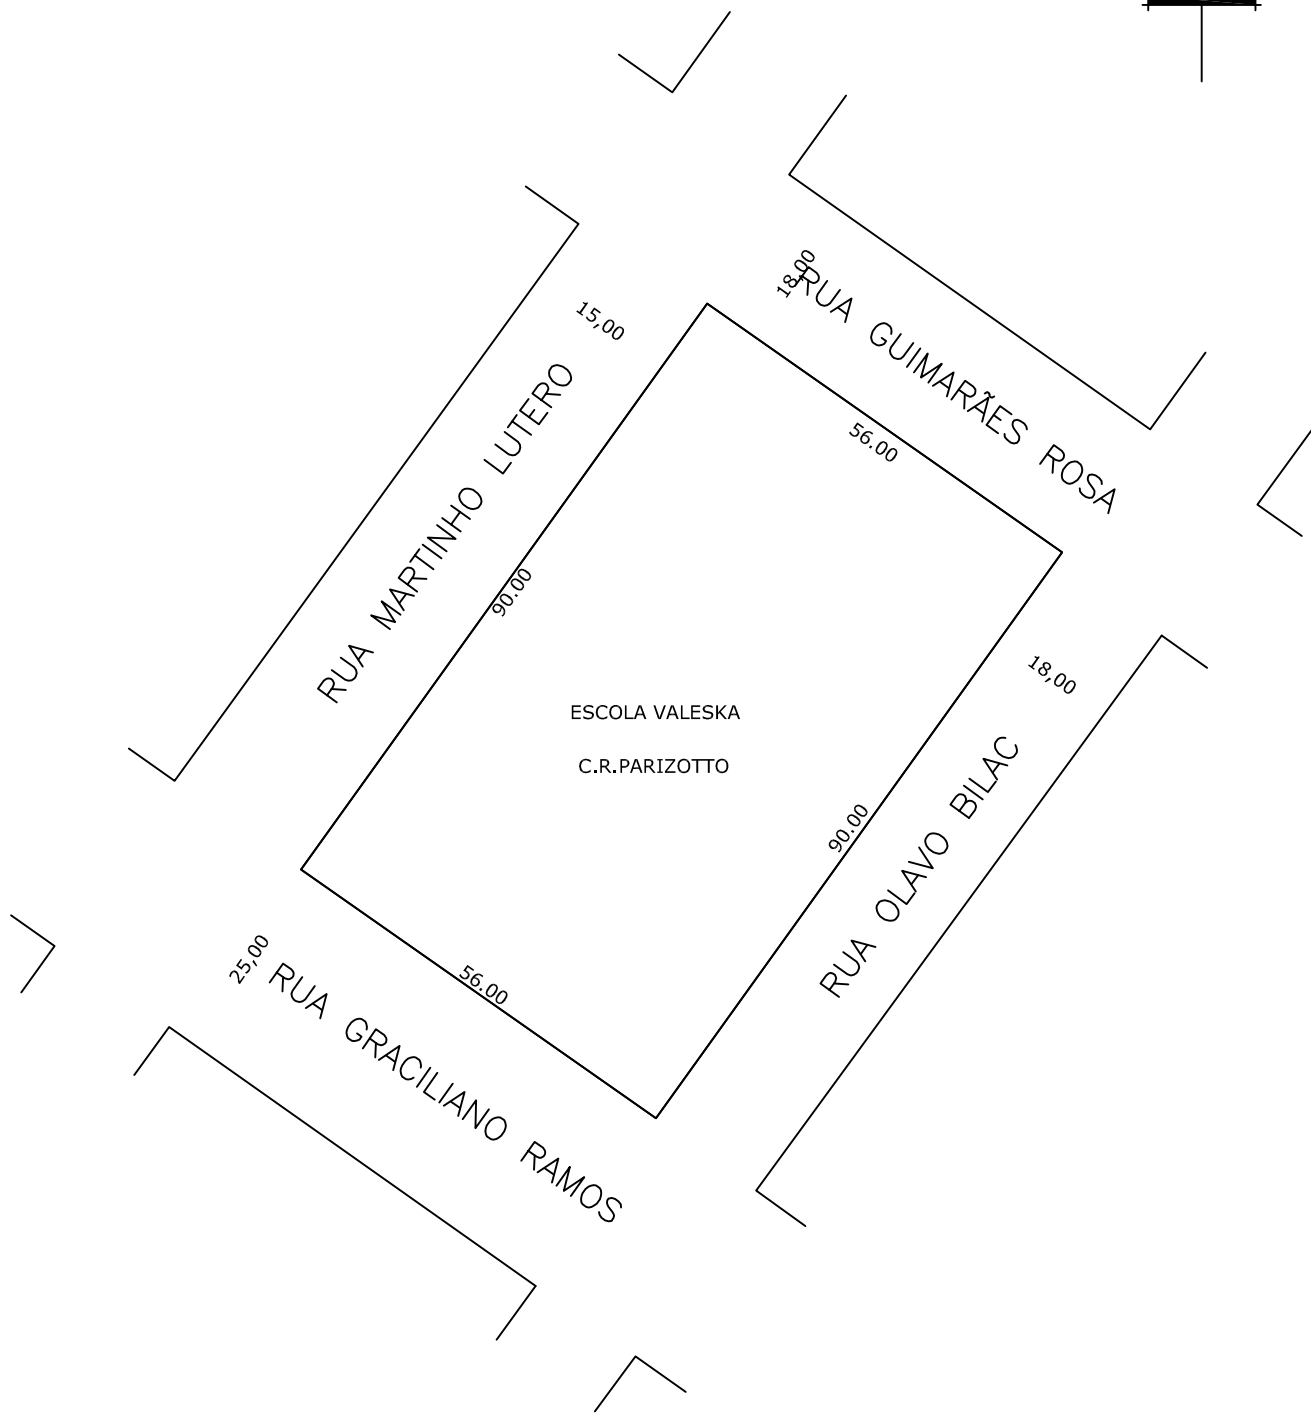 18,00
RUA GUIMARÃES ROSA
15,00
RUA MARTINHO LUTERO
56.00
90.00
18,00
ESCOLA VALESKA
C.R.PARIZOTTO
RUA OLAVO BILAC
90.00
25,00
RUA GRACILIANO RAMOS
56.00